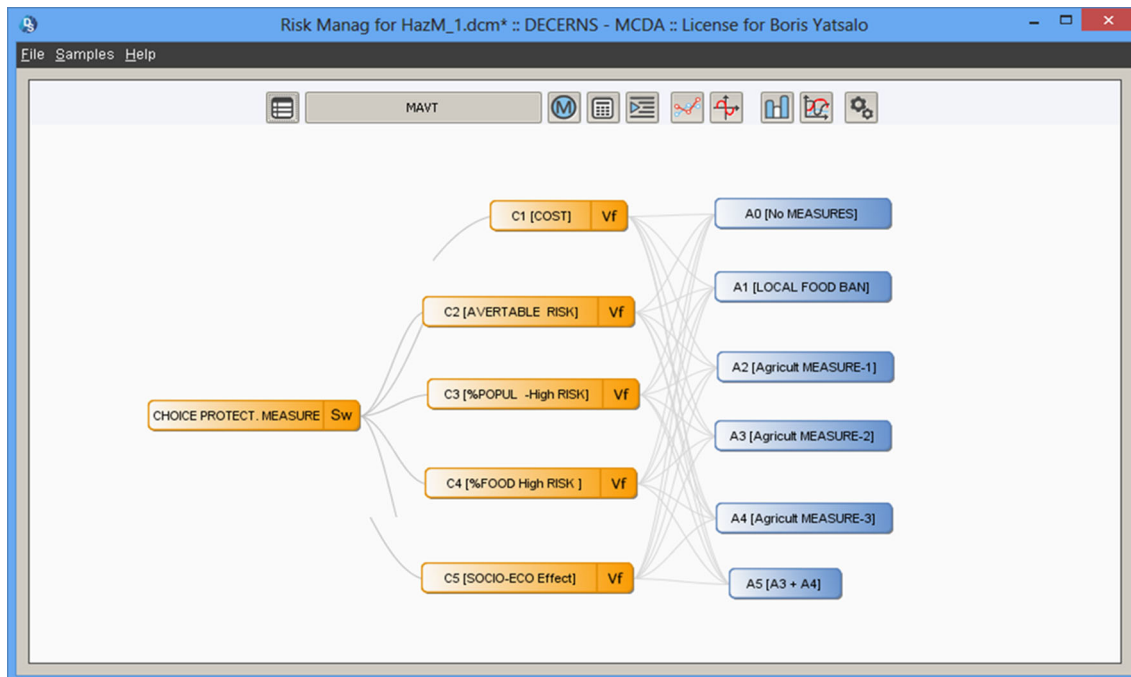 Risk Manag for HazM_1.dcm* :: DECERNS - MCDA :: License for Boris Yatsalo
File Samples Help
MAVT
C1 [COST] Vf
A0 [No MEASURES]
A1 [LOCAL FOOD BAN]
C2 [AVERTABLE RISK] Vf
A2 [Agricult MEASURE-1]
C3 [%POPUL -High RISK] Vf
CHOICE PROTECT. MEASURE Sw
A3 [Agricult MEASURE-2]
C4 [%FOOD High RISK ] Vf
A4 [Agricult MEASURE-3]
C5 [SOCIO-ECO Effect] Vf
A5 [A3 + A4]